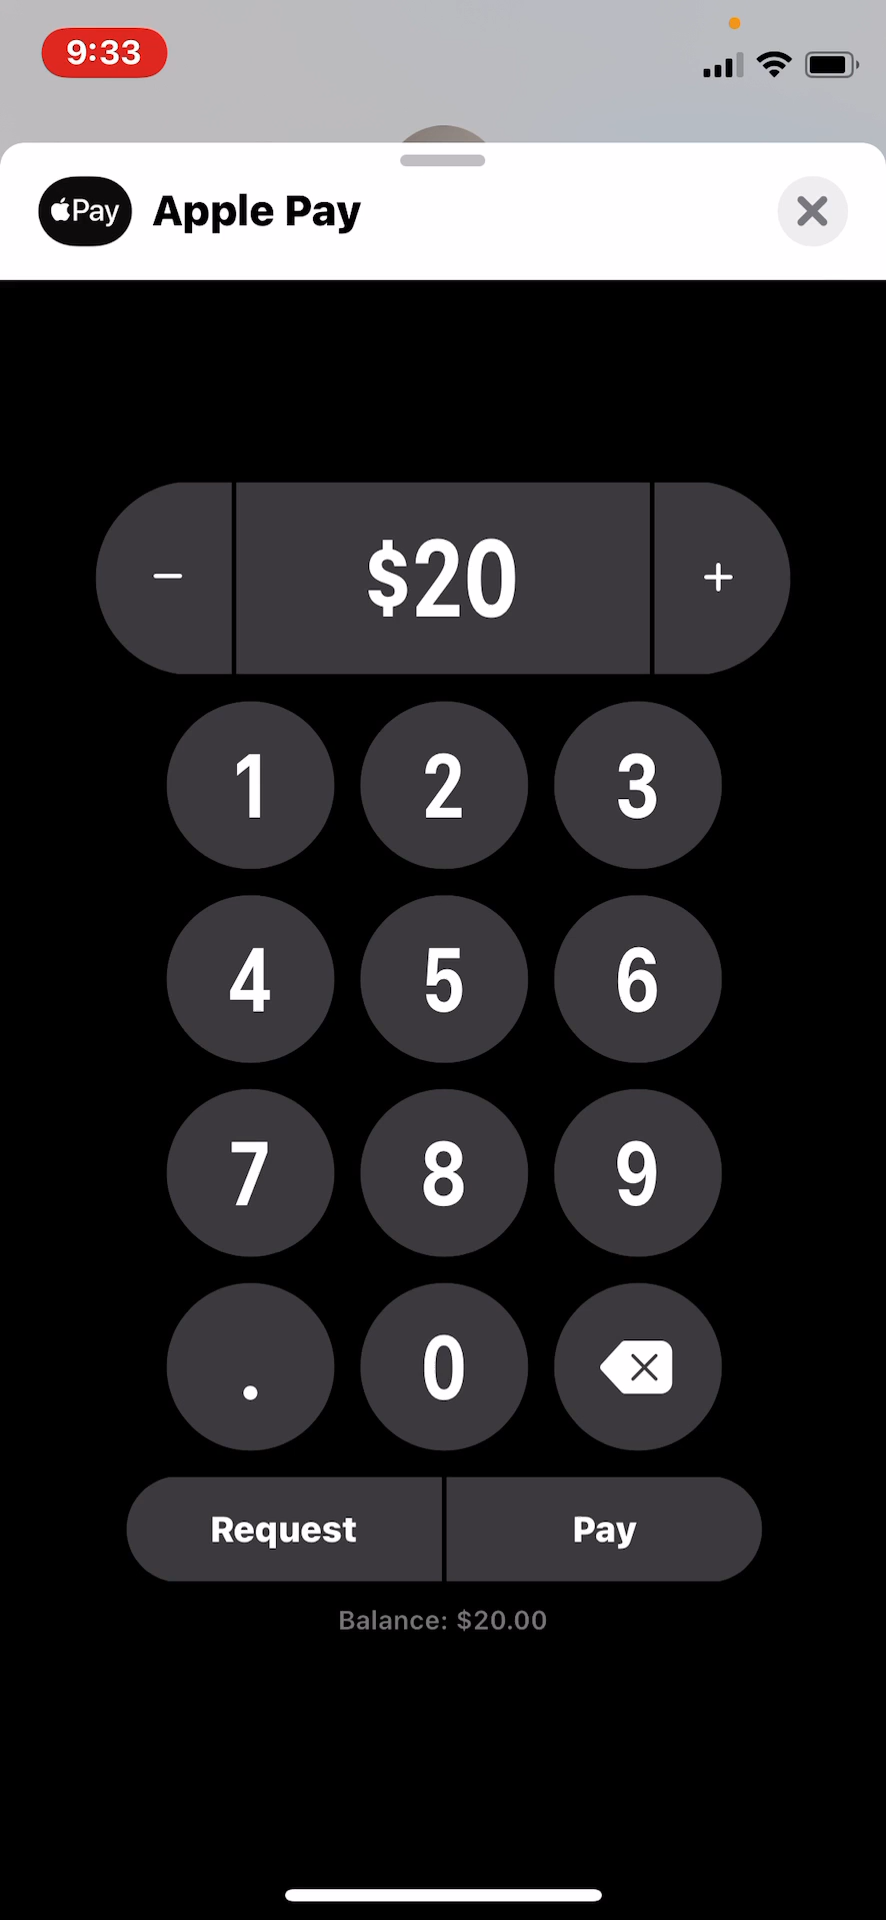 9:33
Pay Apple Pay
− $20 +
1 2 3
4 5 6
7 8 9
. 0
Request Pay
Balance: $20.00